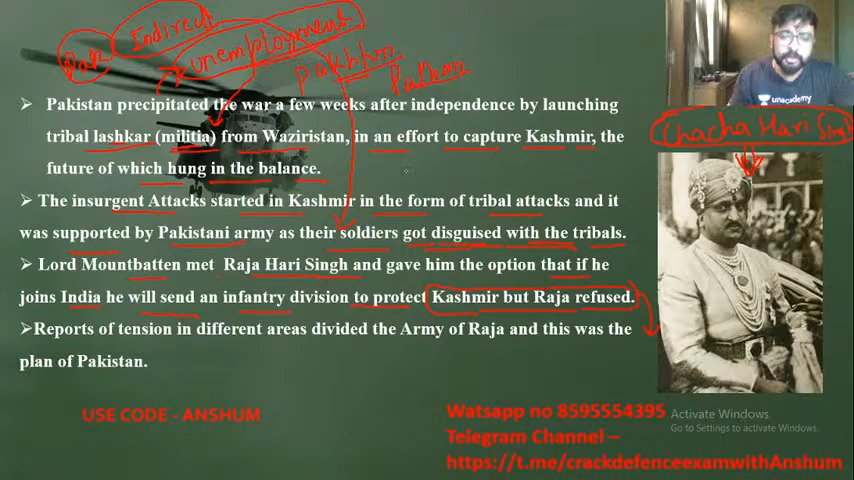 Pak Indirect
unemployment
pakhtun
Pathan
unacademy
Chacha Hari Singh
Pakistan precipitated the war a few weeks after independence by launching
tribal lashkar (militia) from Waziristan, in an effort to capture Kashmir, the
future of which hung in the balance.
The insurgent Attacks started in Kashmir in the form of tribal attacks and it
was supported by Pakistani army as their soldiers got disguised with the tribals.
Lord Mountbatten met Raja Hari Singh and gave him the option that if he
joins India he will send an infantry division to protect Kashmir but Raja refused.
Reports of tension in different areas divided the Army of Raja and this was the
plan of Pakistan.
USE CODE - ANSHUM
Watsapp no 8595554395
Telegram Channel –
https://t.me/crackdefenceexamwithAnshum
Activate Windows
Go to Settings to activate Windows.